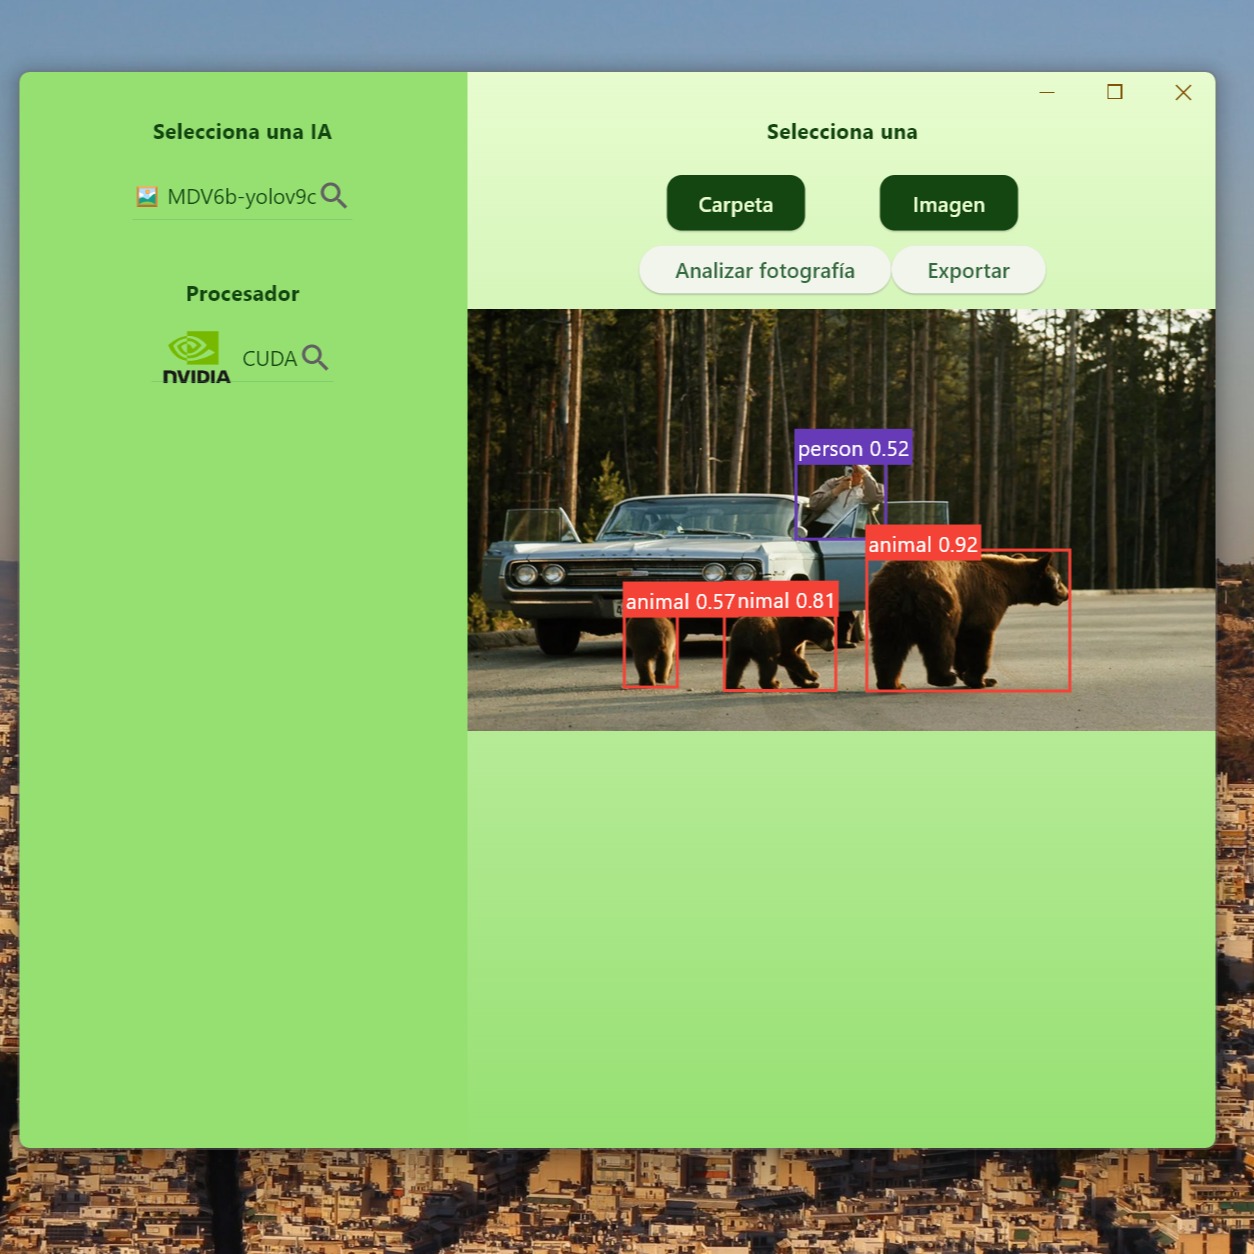 Selecciona una IA
MDV6b-yolov9c
Procesador
NVIDIA
CUDA
Selecciona una
Carpeta
Imagen
Analizar fotografía
Exportar
person 0.52
animal 0.92
animal 0.57
nimal 0.81